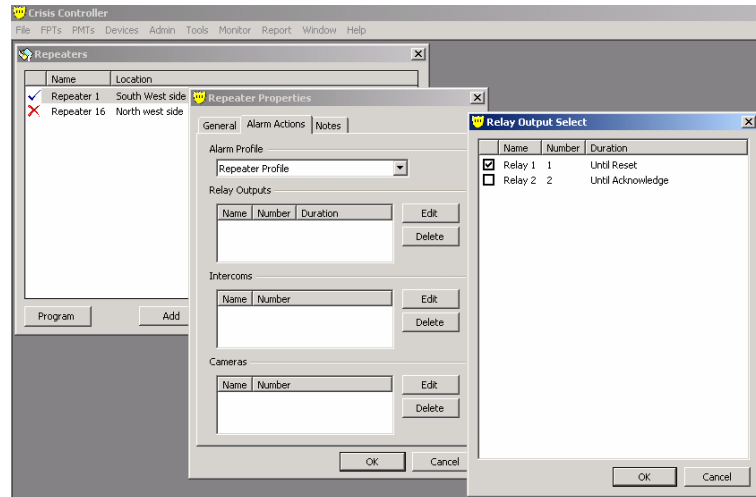 Crisis Controller
File FPTs PMTs Devices Admin Tools Monitor Report Window Help
Repeaters
Name Location
Repeater 1 South West side
Repeater 16 North west side
Program Add
Repeater Properties
General Alarm Actions Notes
Alarm Profile
Repeater Profile
Relay Outputs
Name Number Duration
Edit
Delete
Intercoms
Name Number
Edit
Delete
Cameras
Name Number
Edit
Delete
OK Cancel
Relay Output Select
Name Number Duration
Relay 1 1 Until Reset
Relay 2 2 Until Acknowledge
OK Cancel